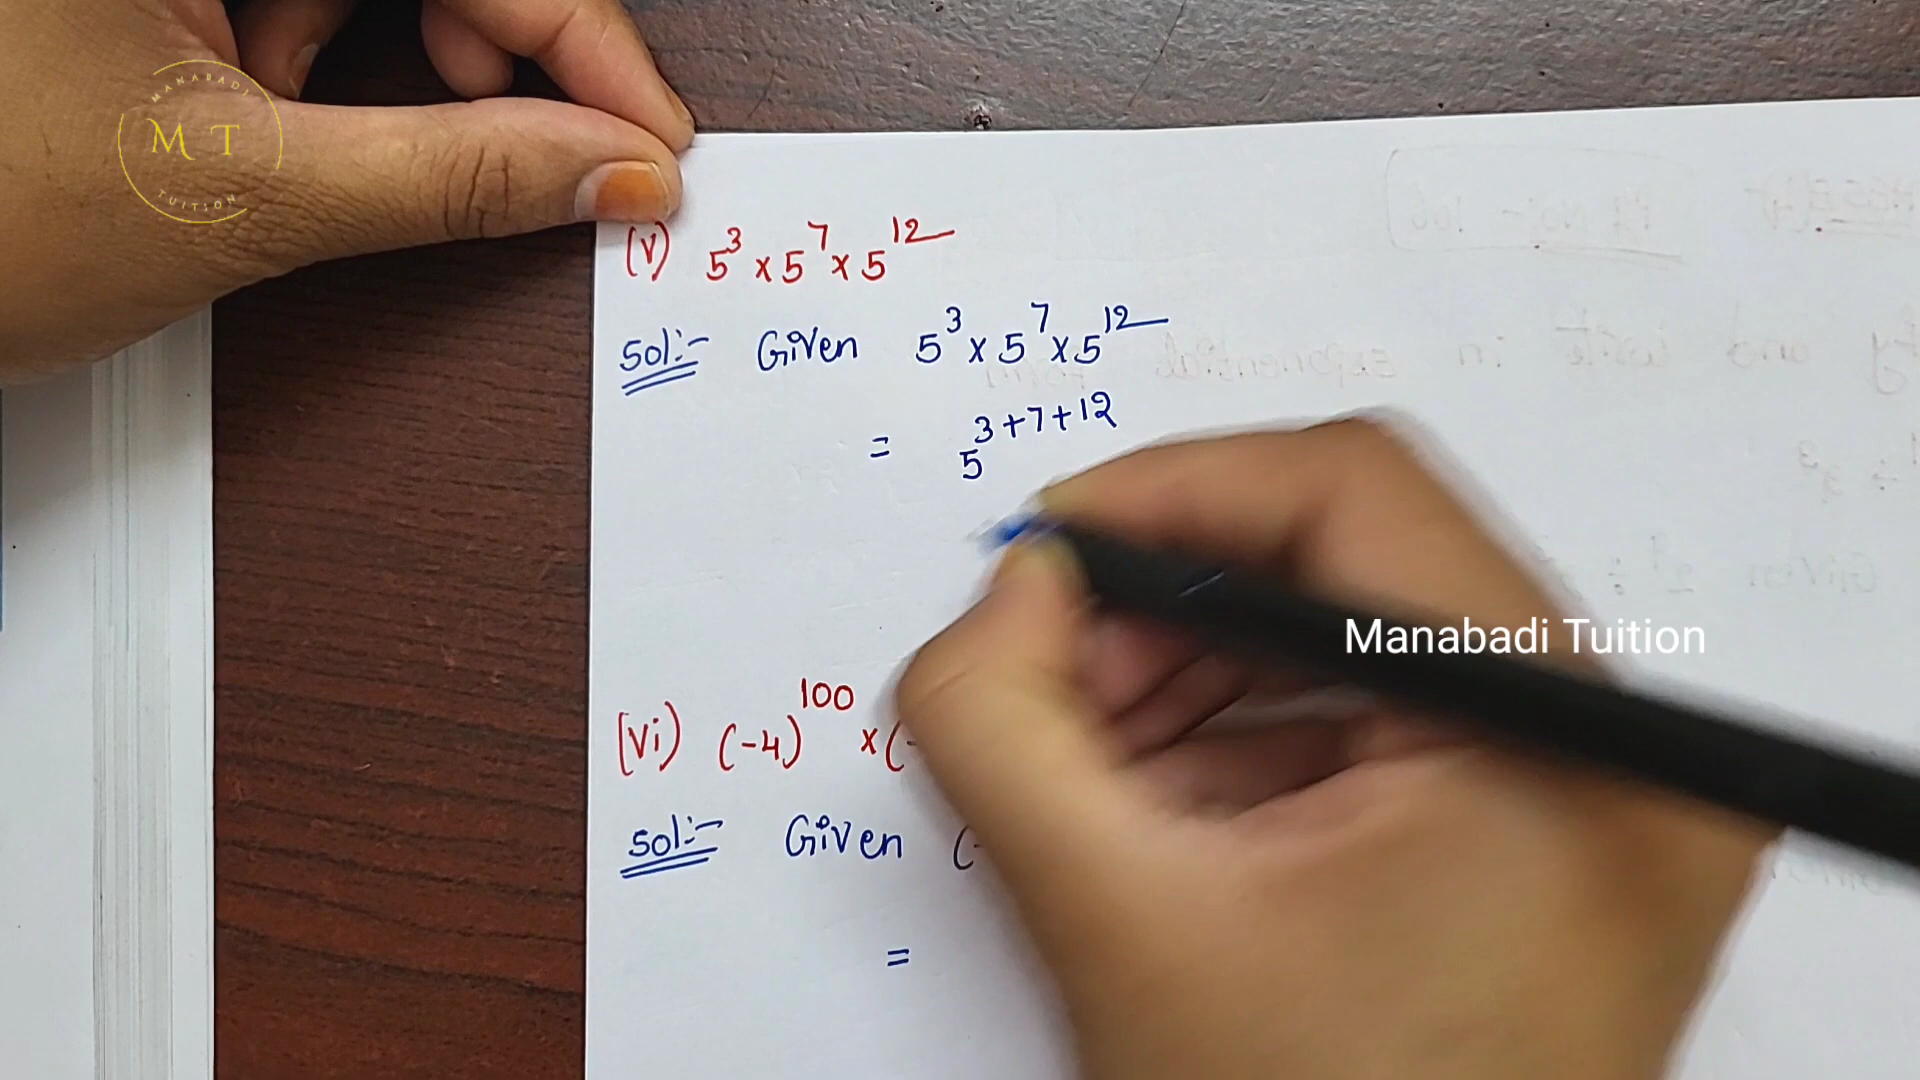 MANABADI
M T
TUITSON
(V) 5³ × 5⁷ × 5¹²
Sol:- Given 5³ × 5⁷ × 5¹²
= 5³⁺⁷⁺¹²
Manabadi Tuition
(Vi) (-4)¹⁰⁰ × (-
Sol:- Given (-
=